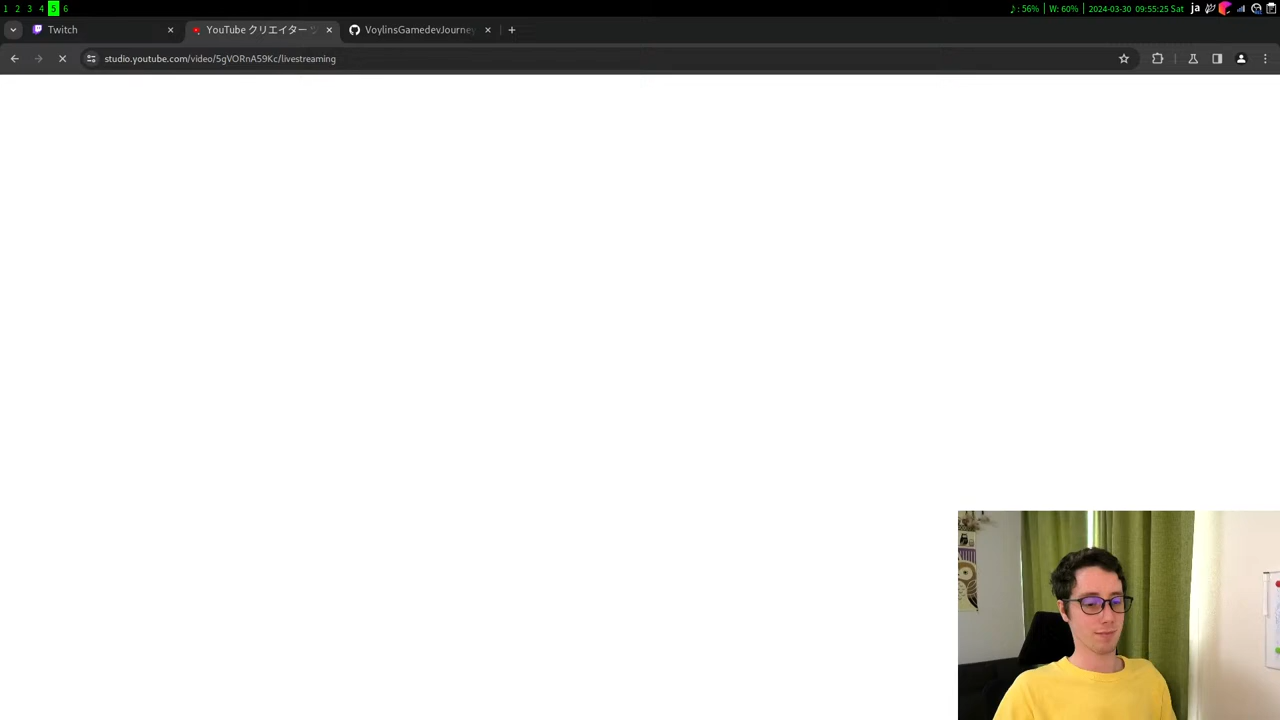 1 2 3 4 5 6
♪: 56% | W: 60% | 2024-03-30 09:55:25 Sat ja
Twitch
YouTube クリエイター ツ
VoylinsGamedevJourney
studio.youtube.com/video/5gVORnA59Kc/livestreaming